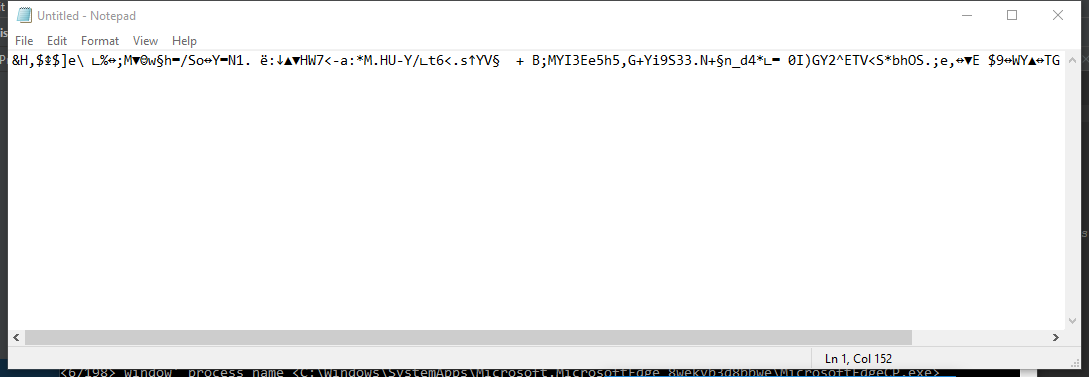 Untitled - Notepad
File Edit Format View Help
&H,$‡$]e\ ∟%↔;M▼Θw§h▬/So↔Y▬N1. ë:↓▲▼HW7<-a:*M.HU-Y/∟t6<.s↑YV§ + B;MYI3Ee5h5,G+Yi9S33.N+§n_d4*∟▬ 0I)GY2^ETV<S*bhOS.;e,↔▼E $9↔WY▲↔TG
Ln 1, Col 152
<6/198> Window' process name <C:\Windows\SystemApps\Microsoft.MicrosoftEdge_8wekyb3d8bbwe\MicrosoftEdgeCP.exe>